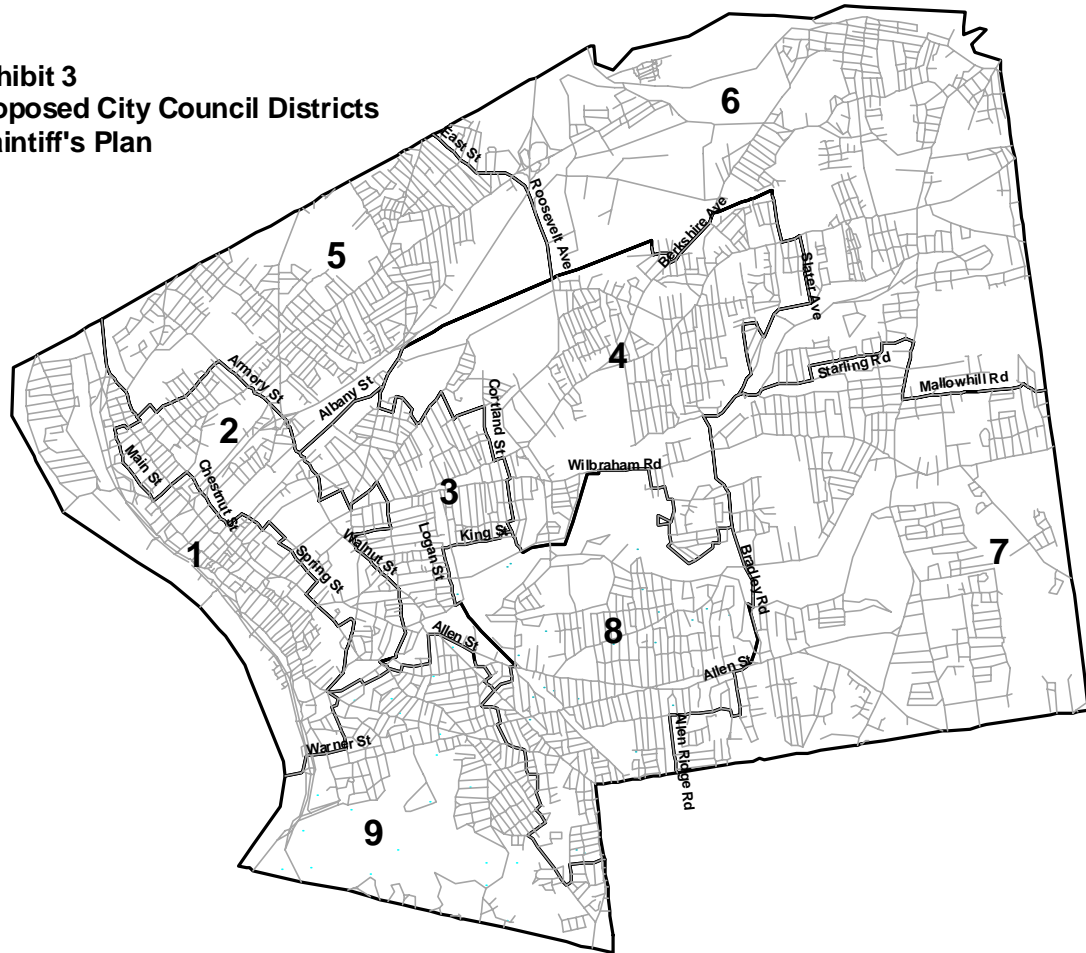 hibit 3
oposed City Council Districts
aintiff's Plan
6
East St
Roosevelt Ave
Berkshire Ave
5
Slater Ave
4
Starling Rd
Mallowhill Rd
Armory St
Albany St
Cortland St
2
Main St
Chestnut St
Wilbraham Rd
3
King St
Logan St
Walnut St
1
Spring St
7
Bradley Rd
8
Allen St
Allen St
Allen Ridge Rd
Warner St
9